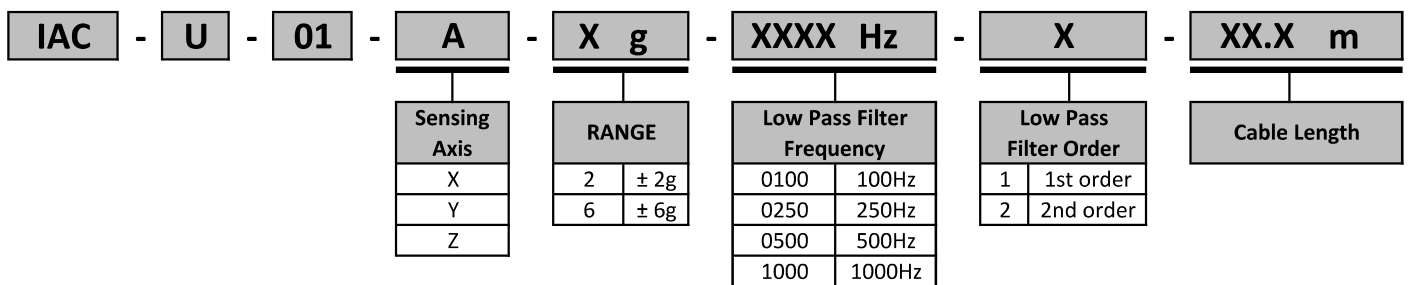 IAC - U - 01 - A - X g - XXXX Hz - X - XX.X m
Sensing Axis
X
Y
Z
RANGE
2 ± 2g
6 ± 6g
Low Pass Filter
Frequency
0100 100Hz
0250 250Hz
0500 500Hz
1000 1000Hz
Low Pass
Filter Order
1 1st order
2 2nd order
Cable Length